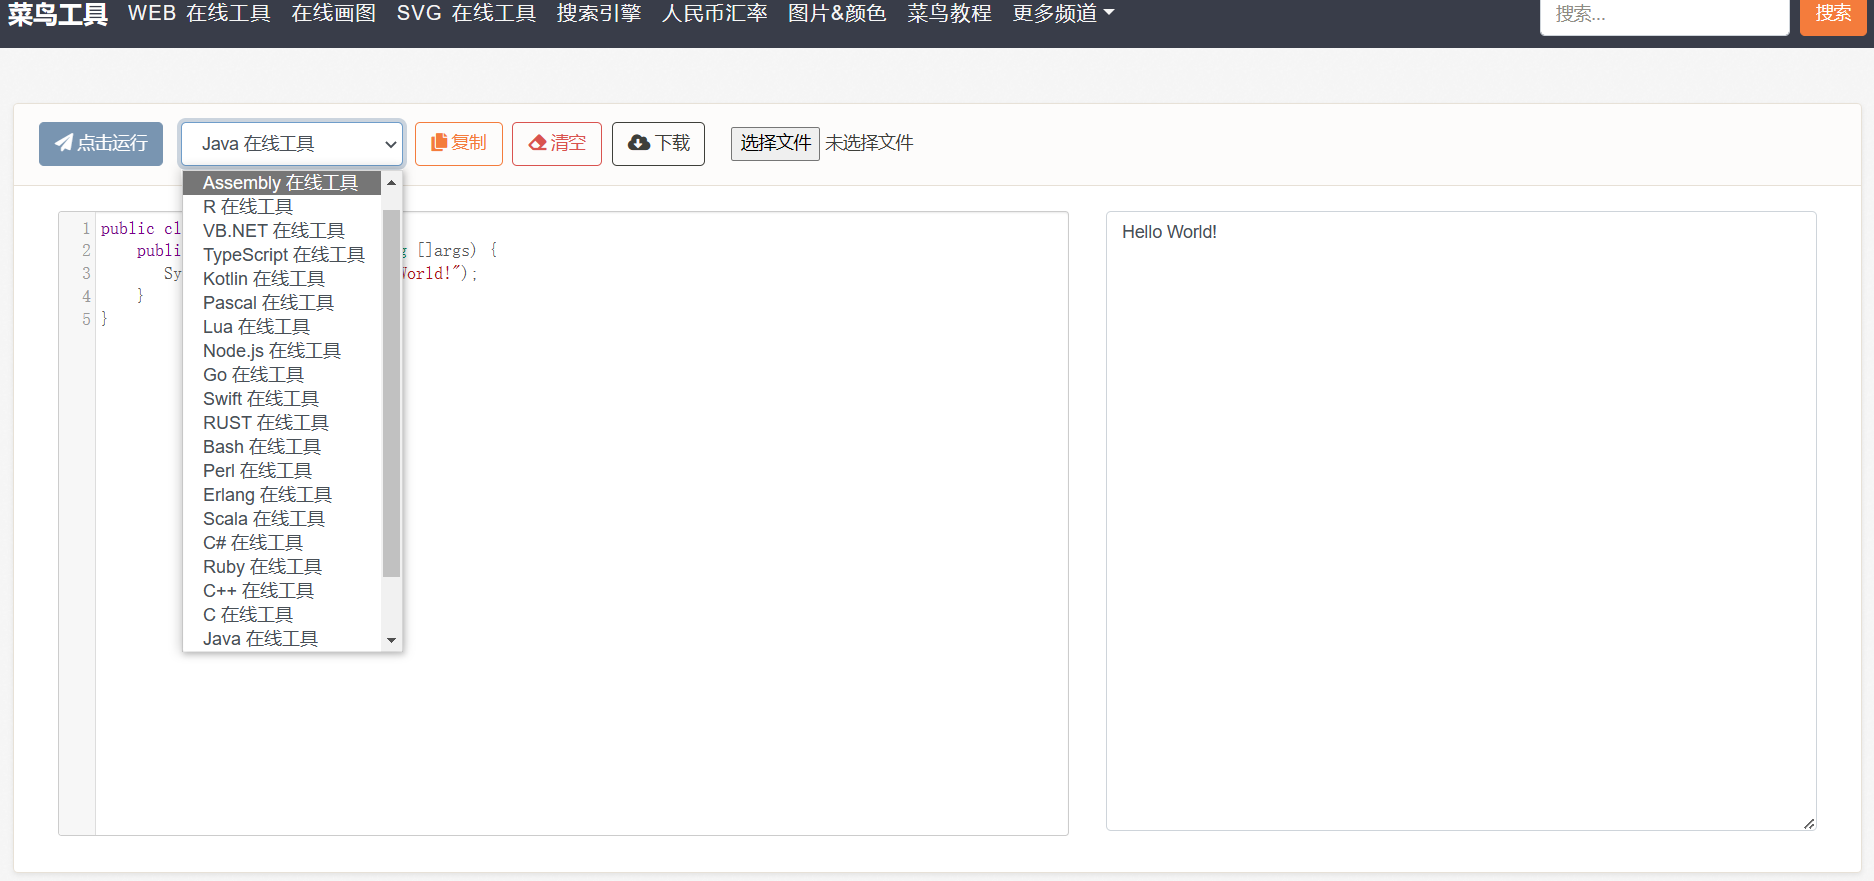 菜鸟工具 WEB 在线工具 在线画图 SVG 在线工具 搜索引擎 人民币汇率 图片&颜色 菜鸟教程 更多频道 搜索... 搜索
点击运行 Java 在线工具 复制 清空 下载 选择文件 未选择文件
Assembly 在线工具
R 在线工具
VB.NET 在线工具
TypeScript 在线工具
Kotlin 在线工具
Pascal 在线工具
Lua 在线工具
Node.js 在线工具
Go 在线工具
Swift 在线工具
RUST 在线工具
Bash 在线工具
Perl 在线工具
Erlang 在线工具
Scala 在线工具
C# 在线工具
Ruby 在线工具
C++ 在线工具
C 在线工具
Java 在线工具
1 public cl
2 publi g []args) {
3 Sy World!");
4 }
5 }
Hello World!